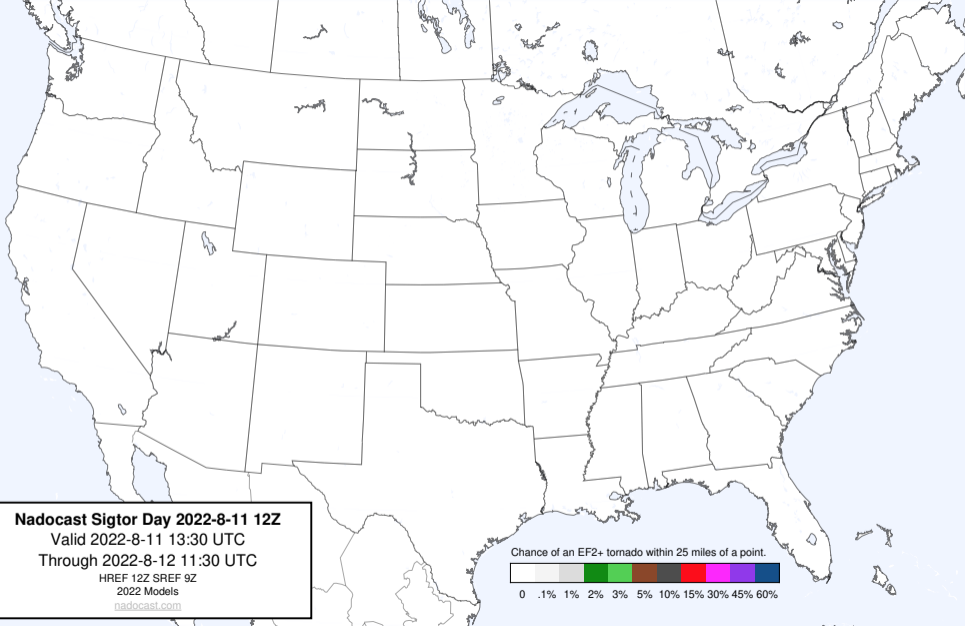 Nadocast Sigtor Day 2022-8-11 12Z
Valid 2022-8-11 13:30 UTC
Through 2022-8-12 11:30 UTC
HREF 12Z SREF 9Z
2022 Models
nadocast.com
Chance of an EF2+ tornado within 25 miles of a point.
0 .1% 1% 2% 3% 5% 10% 15% 30% 45% 60%